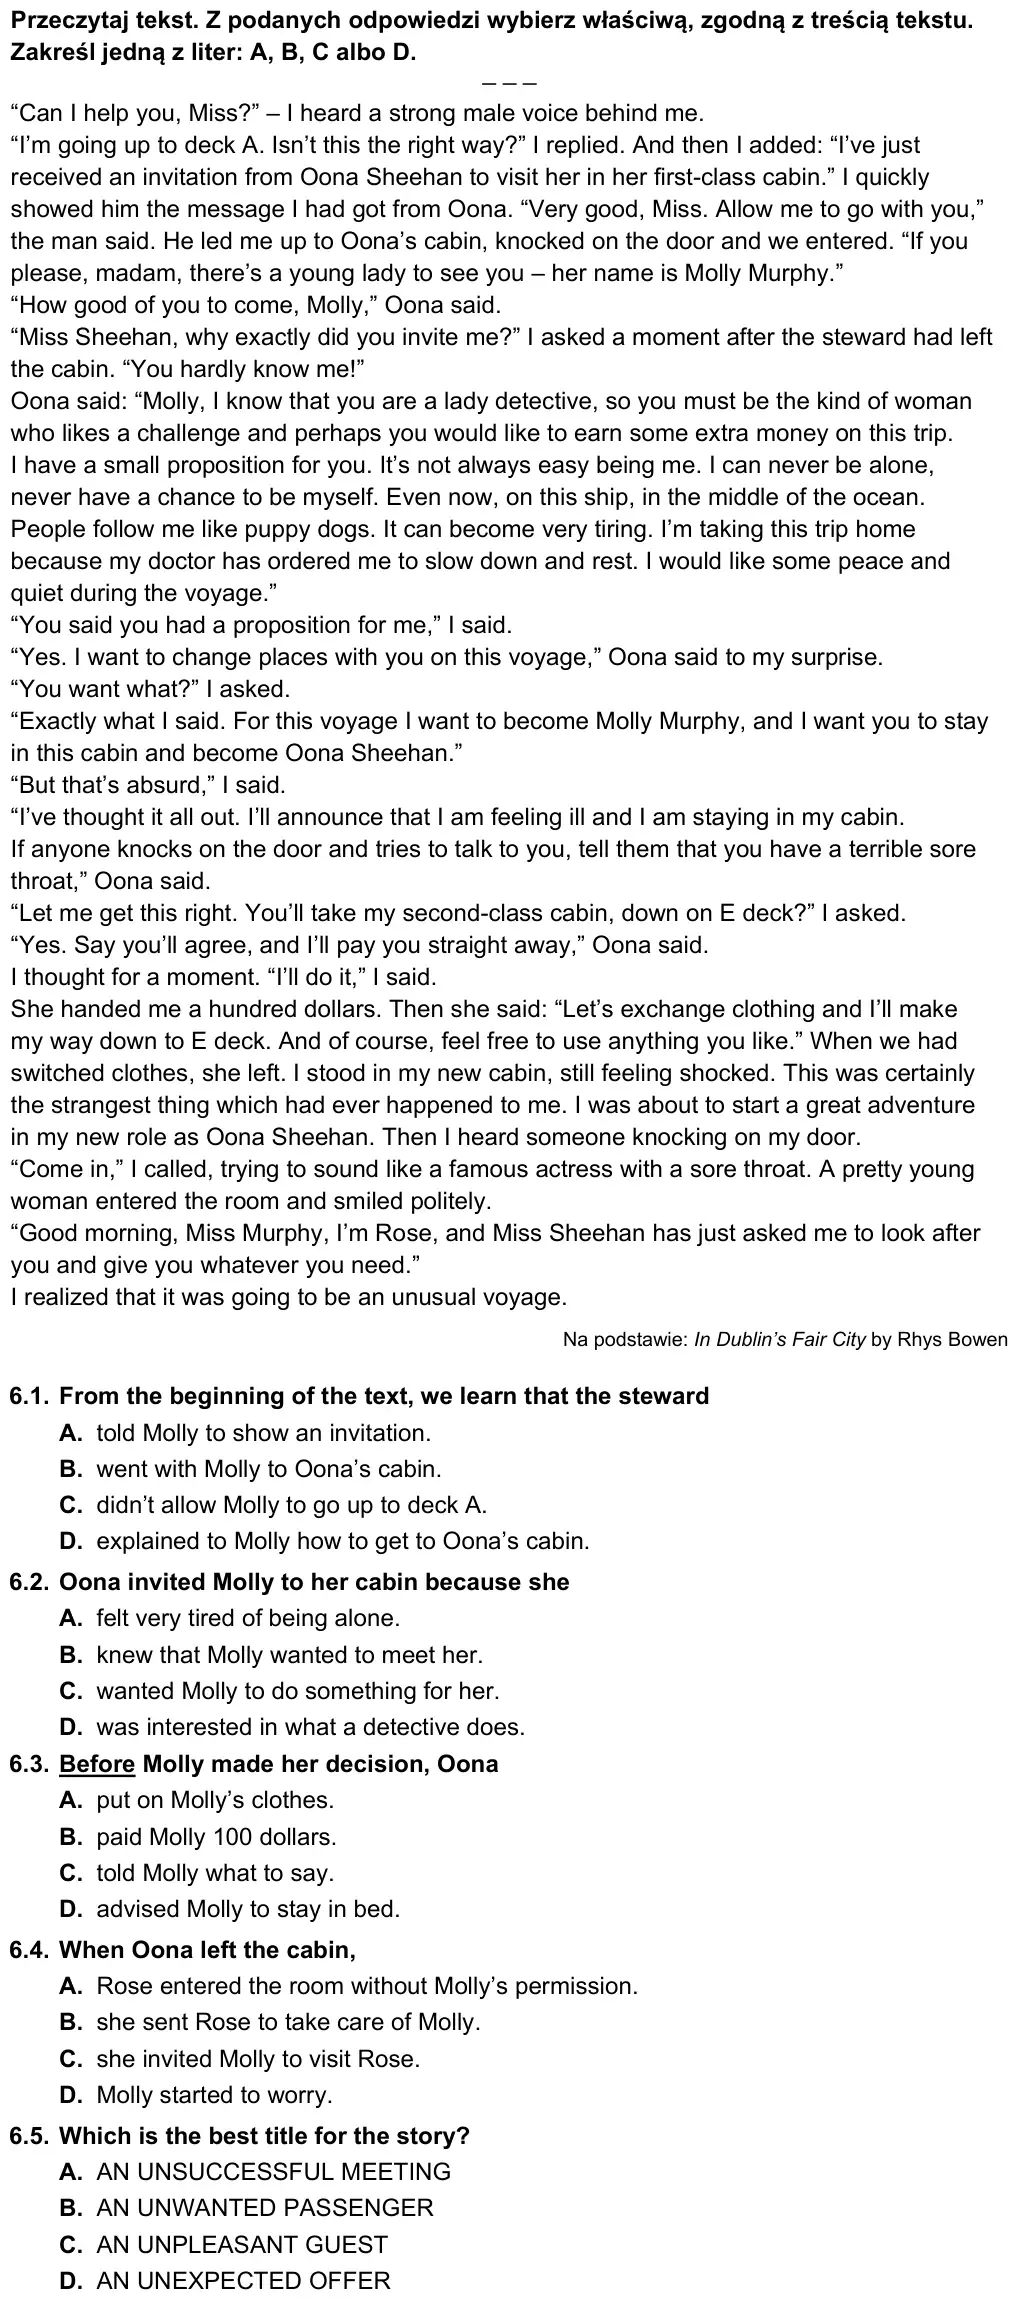 Przeczytaj tekst. Z podanych odpowiedzi wybierz właściwą, zgodną z treścią tekstu.
Zakreśl jedną z liter: A, B, C albo D.
– – –
“Can I help you, Miss?” – I heard a strong male voice behind me.
“I’m going up to deck A. Isn’t this the right way?” I replied. And then I added: “I’ve just
received an invitation from Oona Sheehan to visit her in her first-class cabin.” I quickly
showed him the message I had got from Oona. “Very good, Miss. Allow me to go with you,”
the man said. He led me up to Oona’s cabin, knocked on the door and we entered. “If you
please, madam, there’s a young lady to see you – her name is Molly Murphy.”
“How good of you to come, Molly,” Oona said.
“Miss Sheehan, why exactly did you invite me?” I asked a moment after the steward had left
the cabin. “You hardly know me!”
Oona said: “Molly, I know that you are a lady detective, so you must be the kind of woman
who likes a challenge and perhaps you would like to earn some extra money on this trip.
I have a small proposition for you. It’s not always easy being me. I can never be alone,
never have a chance to be myself. Even now, on this ship, in the middle of the ocean.
People follow me like puppy dogs. It can become very tiring. I’m taking this trip home
because my doctor has ordered me to slow down and rest. I would like some peace and
quiet during the voyage.”
“You said you had a proposition for me,” I said.
“Yes. I want to change places with you on this voyage,” Oona said to my surprise.
“You want what?” I asked.
“Exactly what I said. For this voyage I want to become Molly Murphy, and I want you to stay
in this cabin and become Oona Sheehan.”
“But that’s absurd,” I said.
“I’ve thought it all out. I’ll announce that I am feeling ill and I am staying in my cabin.
If anyone knocks on the door and tries to talk to you, tell them that you have a terrible sore
throat,” Oona said.
“Let me get this right. You’ll take my second-class cabin, down on E deck?” I asked.
“Yes. Say you’ll agree, and I’ll pay you straight away,” Oona said.
I thought for a moment. “I’ll do it,” I said.
She handed me a hundred dollars. Then she said: “Let’s exchange clothing and I’ll make
my way down to E deck. And of course, feel free to use anything you like.” When we had
switched clothes, she left. I stood in my new cabin, still feeling shocked. This was certainly
the strangest thing which had ever happened to me. I was about to start a great adventure
in my new role as Oona Sheehan. Then I heard someone knocking on my door.
“Come in,” I called, trying to sound like a famous actress with a sore throat. A pretty young
woman entered the room and smiled politely.
“Good morning, Miss Murphy, I’m Rose, and Miss Sheehan has just asked me to look after
you and give you whatever you need.”
I realized that it was going to be an unusual voyage.
Na podstawie: In Dublin’s Fair City by Rhys Bowen
6.1. From the beginning of the text, we learn that the steward
A. told Molly to show an invitation.
B. went with Molly to Oona’s cabin.
C. didn’t allow Molly to go up to deck A.
D. explained to Molly how to get to Oona’s cabin.
6.2. Oona invited Molly to her cabin because she
A. felt very tired of being alone.
B. knew that Molly wanted to meet her.
C. wanted Molly to do something for her.
D. was interested in what a detective does.
6.3. Before Molly made her decision, Oona
A. put on Molly’s clothes.
B. paid Molly 100 dollars.
C. told Molly what to say.
D. advised Molly to stay in bed.
6.4. When Oona left the cabin,
A. Rose entered the room without Molly’s permission.
B. she sent Rose to take care of Molly.
C. she invited Molly to visit Rose.
D. Molly started to worry.
6.5. Which is the best title for the story?
A. AN UNSUCCESSFUL MEETING
B. AN UNWANTED PASSENGER
C. AN UNPLEASANT GUEST
D. AN UNEXPECTED OFFER